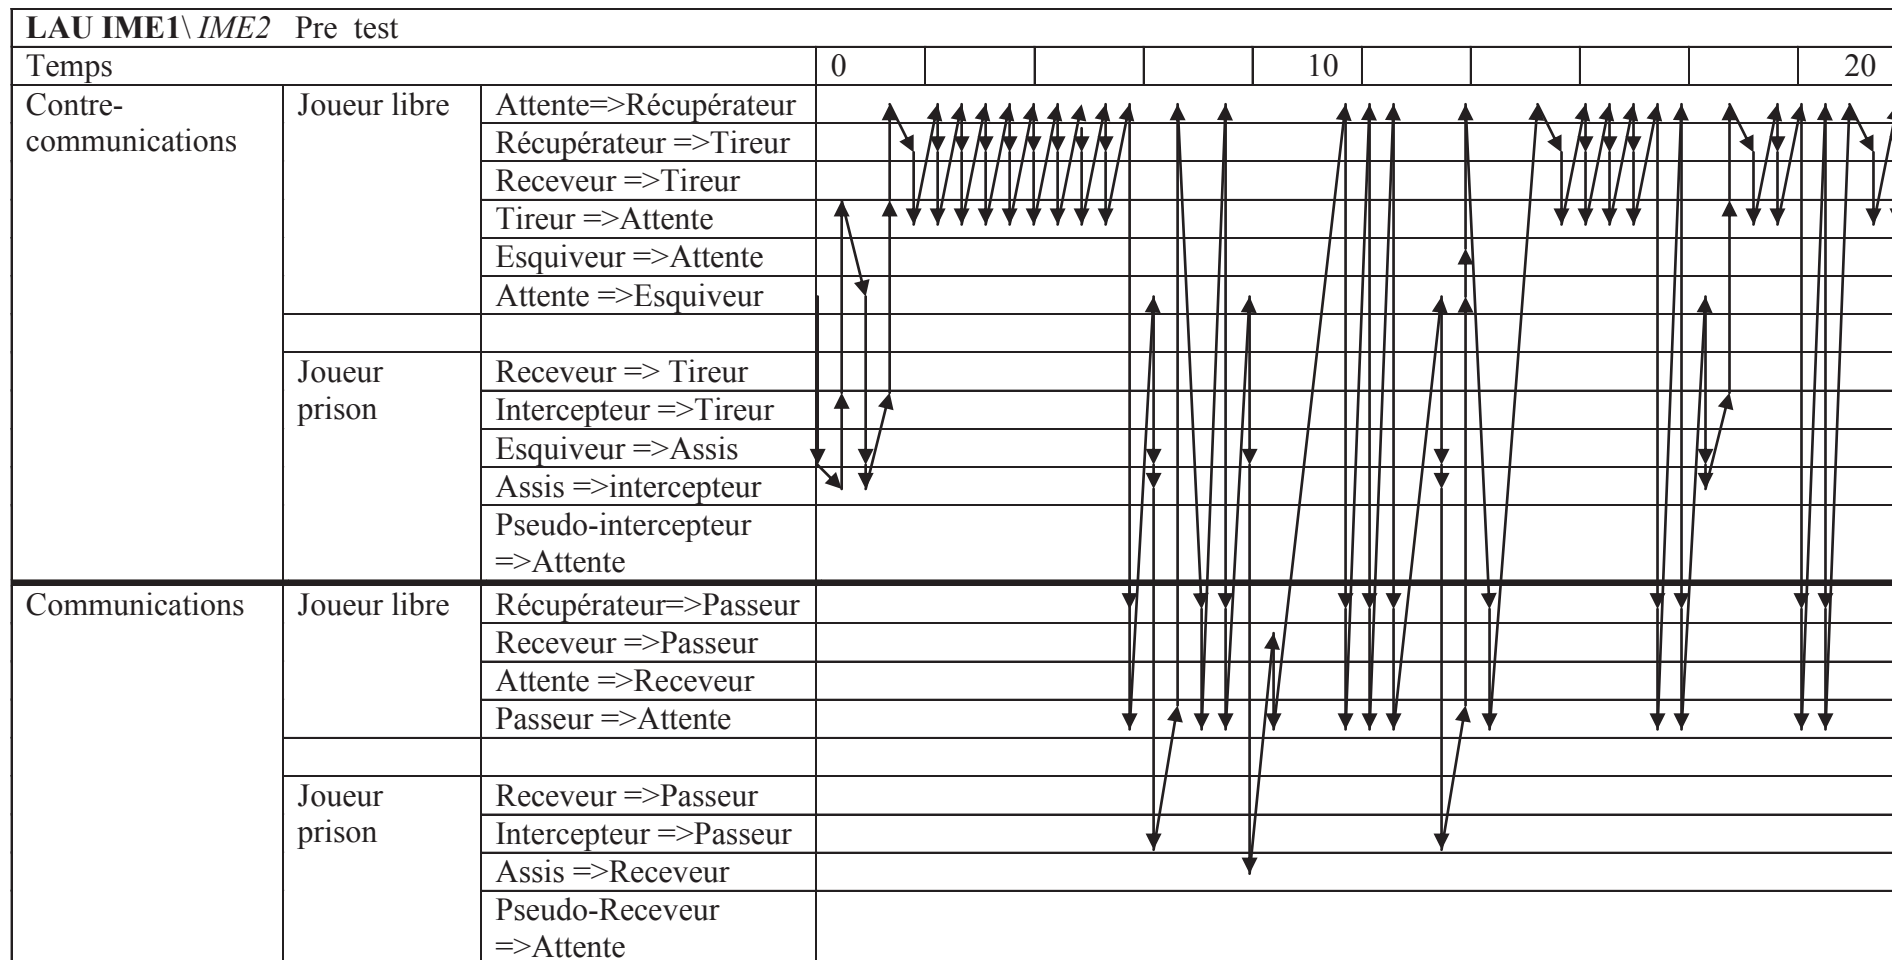 LAU IME1\ IME2 Pre test
Temps 0 10 20
Contre- Joueur libre Attente=>Récupérateur
communications Récupérateur =>Tireur
Receveur =>Tireur
Tireur =>Attente
Esquiveur =>Attente
Attente =>Esquiveur
Joueur Receveur => Tireur
prison Intercepteur =>Tireur
Esquiveur =>Assis
Assis =>intercepteur
Pseudo-intercepteur
=>Attente
Communications Joueur libre Récupérateur=>Passeur
Receveur =>Passeur
Attente =>Receveur
Passeur =>Attente
Joueur Receveur =>Passeur
prison Intercepteur =>Passeur
Assis =>Receveur
Pseudo-Receveur
=>Attente